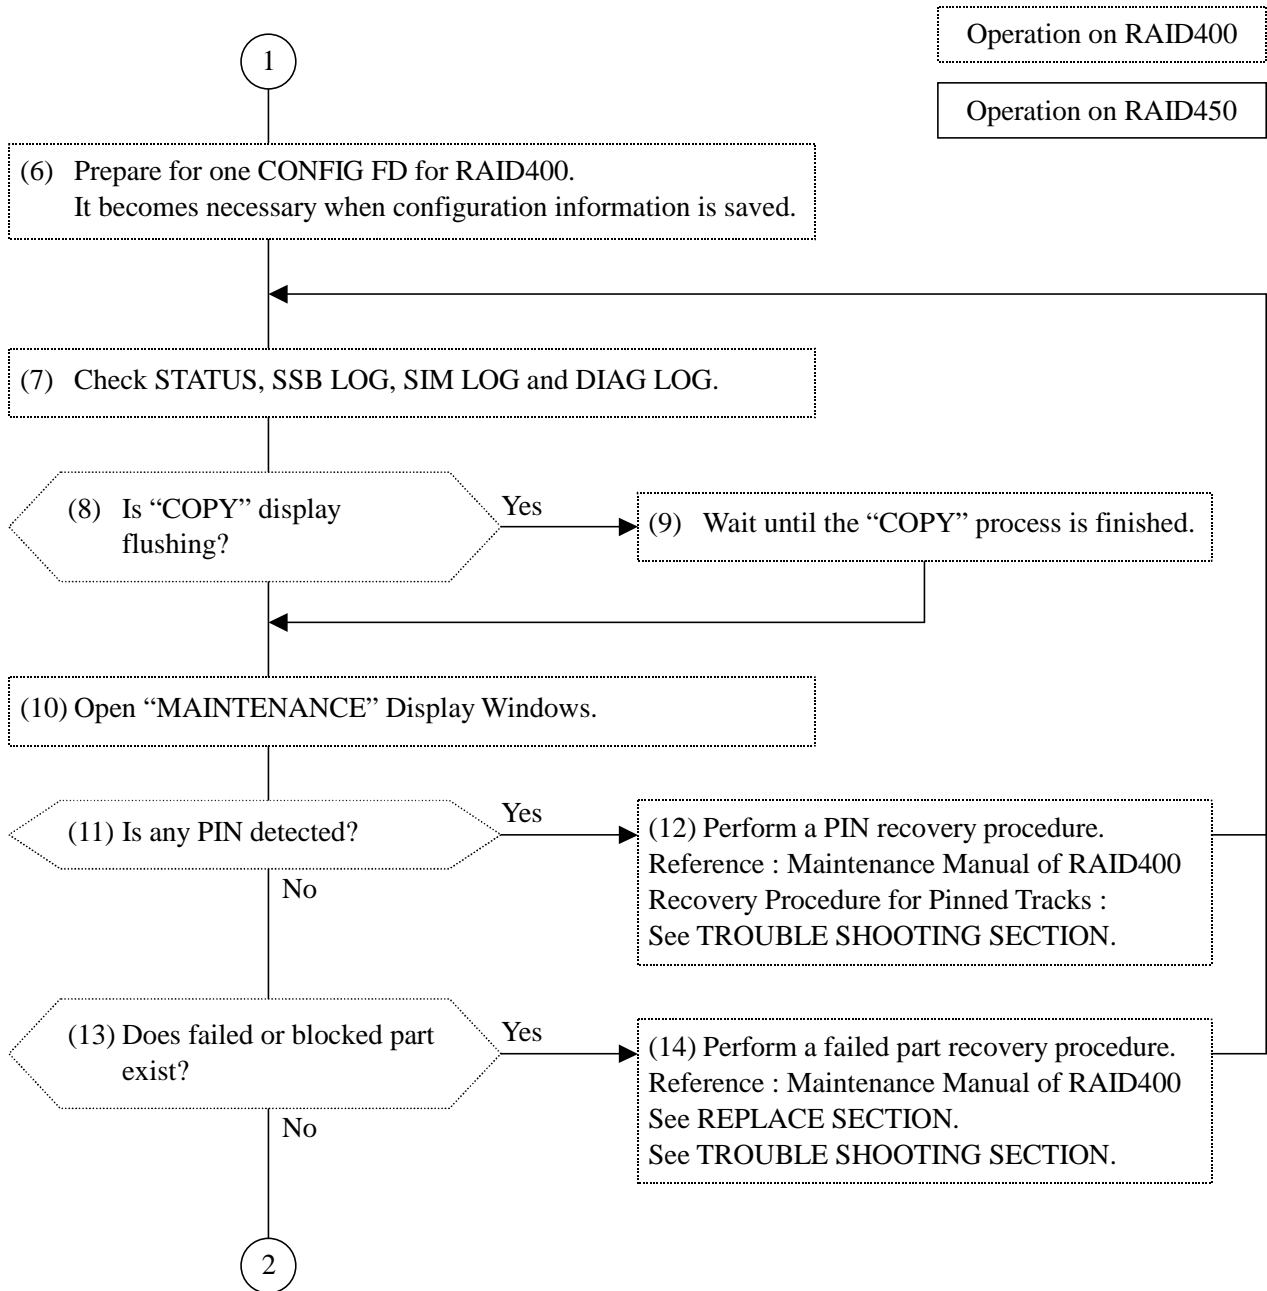 Operation on RAID400
1
Operation on RAID450
(6) Prepare for one CONFIG FD for RAID400.
It becomes necessary when configuration information is saved.
(7) Check STATUS, SSB LOG, SIM LOG and DIAG LOG.
(8) Is “COPY” display
flushing?
Yes
(9) Wait until the “COPY” process is finished.
(10) Open “MAINTENANCE” Display Windows.
(11) Is any PIN detected?
Yes
No
(12) Perform a PIN recovery procedure.
Reference : Maintenance Manual of RAID400
Recovery Procedure for Pinned Tracks :
See TROUBLE SHOOTING SECTION.
(13) Does failed or blocked part
exist?
Yes
No
(14) Perform a failed part recovery procedure.
Reference : Maintenance Manual of RAID400
See REPLACE SECTION.
See TROUBLE SHOOTING SECTION.
2